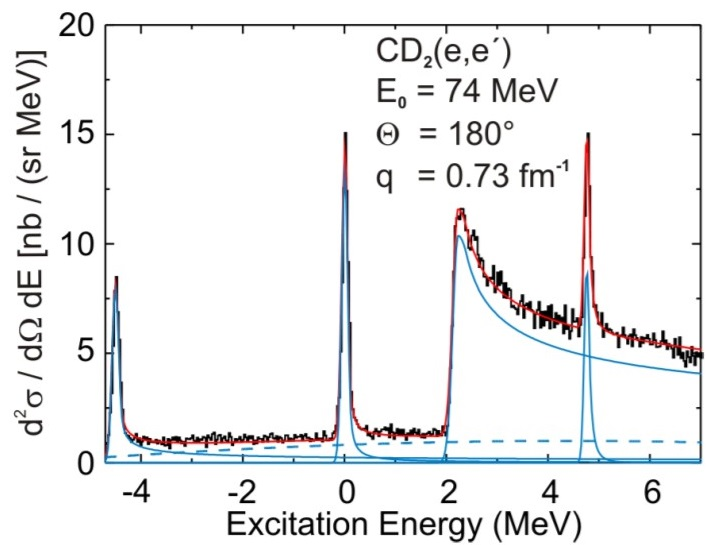 20
15
10
5
0
d²σ / dΩ dE [nb / (sr MeV)]
CD₂(e,e´)
E₀ = 74 MeV
Θ = 180°
q = 0.73 fm⁻¹
-4 -2 0 2 4 6
Excitation Energy (MeV)